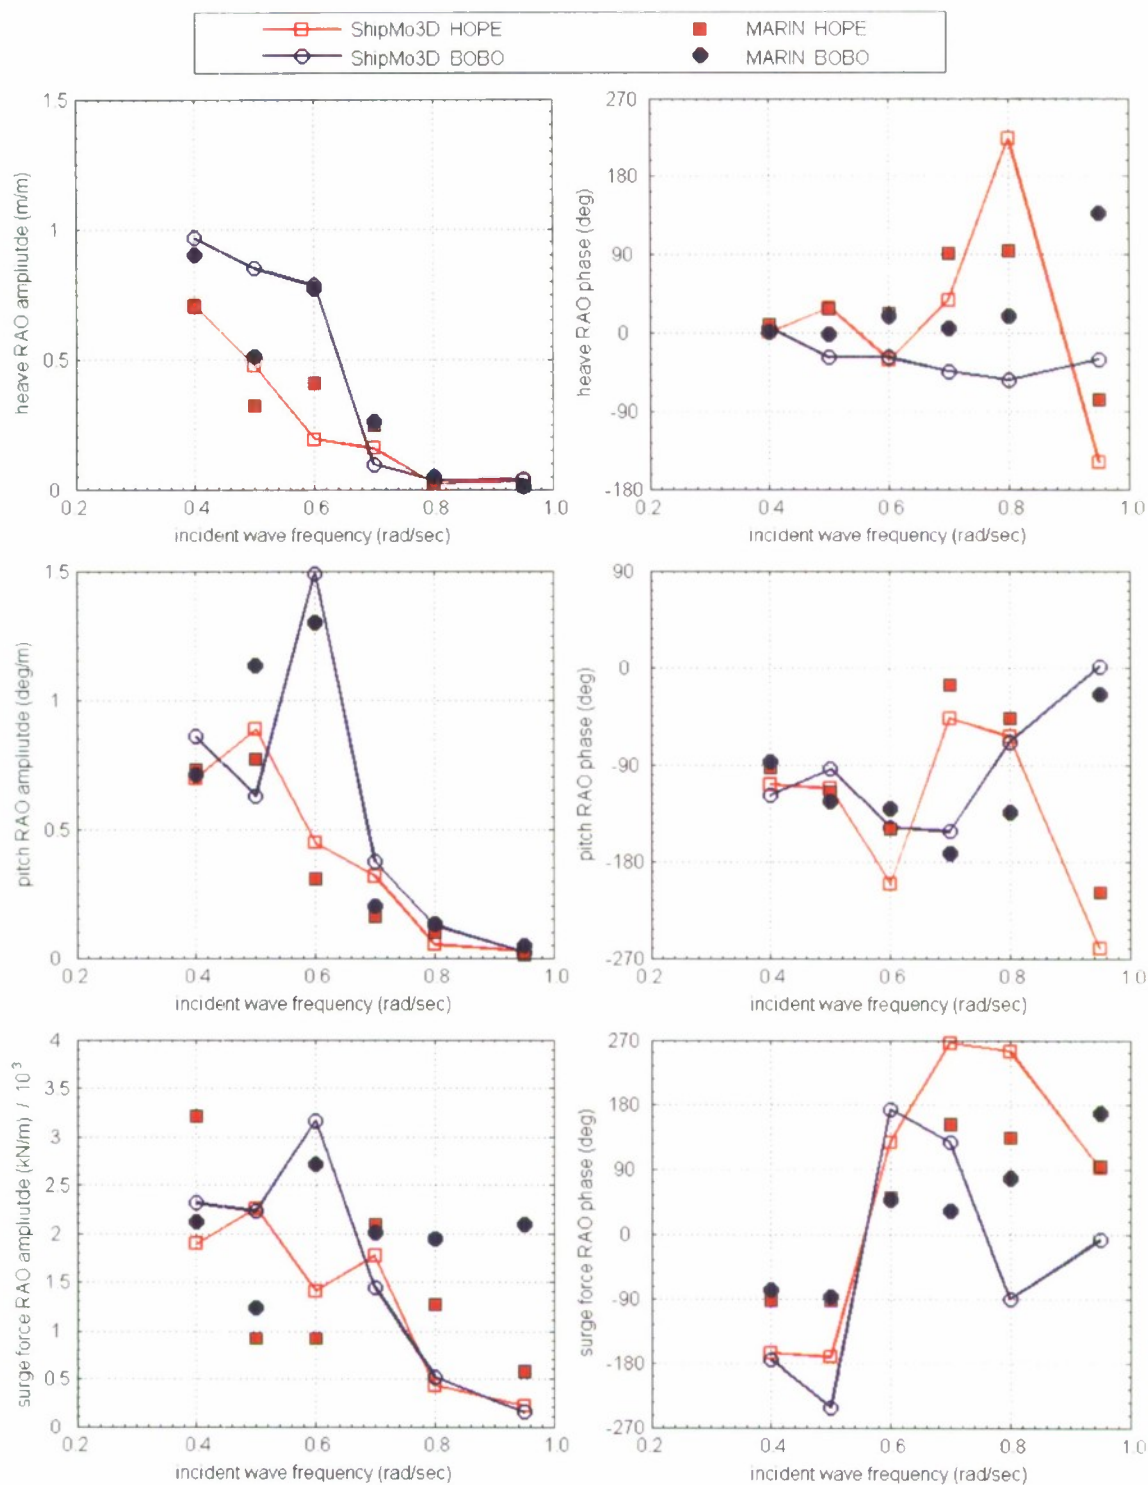 ShipMo3D HOPE MARIN HOPE
ShipMo3D BOBO MARIN BOBO
heave RAO ampliutde (m/m)
1.5
1
0.5
0
0.2 0.4 0.6 0.8 1.0
incident wave frequency (rad/sec)
heave RAO phase (deg)
270
180
90
0
-90
-180
0.2 0.4 0.6 0.8 1.0
incident wave frequency (rad/sec)
pitch RAO ampliutde (deg/m)
1.5
1
0.5
0
0.2 0.4 0.6 0.8 1.0
incident wave frequency (rad/sec)
pitch RAO phase (deg)
90
0
-90
-180
-270
0.2 0.4 0.6 0.8 1.0
incident wave frequency (rad/sec)
surge force RAO ampliutde (kN/m) / 10³
4
3.5
3
2.5
2
1.5
1
0.5
0
0.2 0.4 0.6 0.8 1.0
incident wave frequency (rad/sec)
surge force RAO phase (deg)
270
180
90
0
-90
-180
-270
0.2 0.4 0.6 0.8 1.0
incident wave frequency (rad/sec)